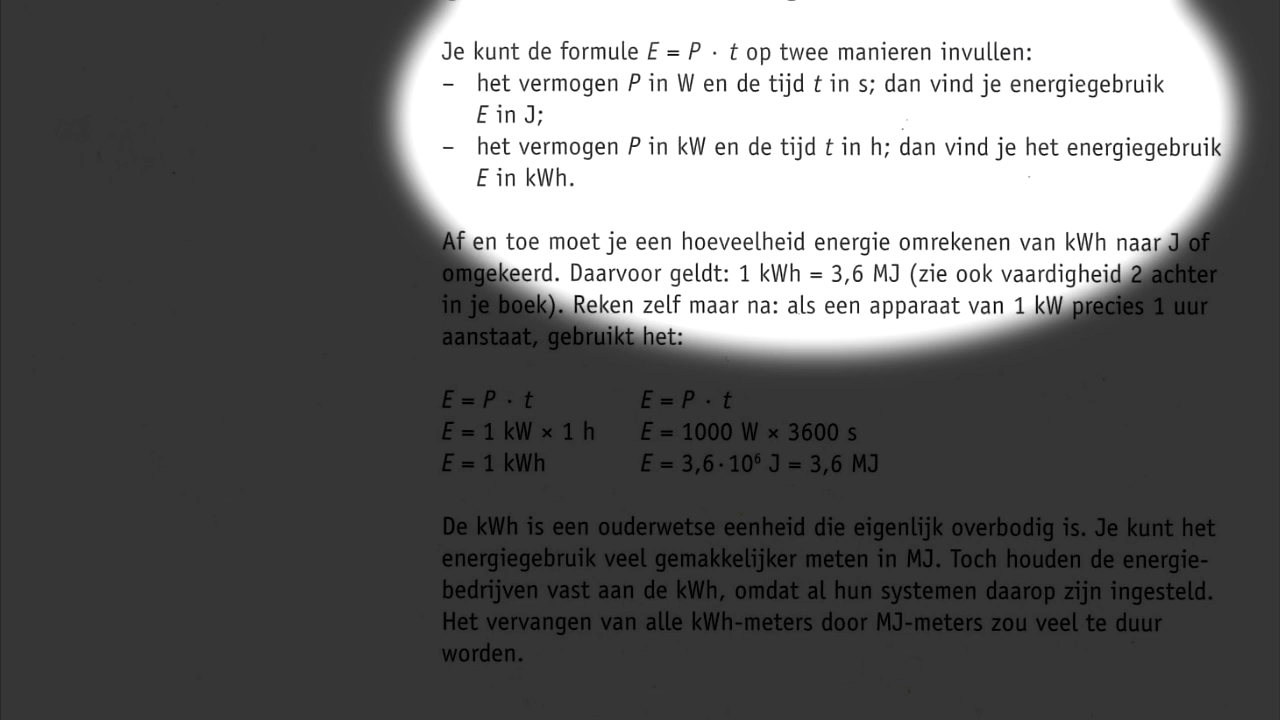 Je kunt de formule E = P · t op twee manieren invullen:
– het vermogen P in W en de tijd t in s; dan vind je energiegebruik
E in J;
– het vermogen P in kW en de tijd t in h; dan vind je het energiegebruik
E in kWh.
Af en toe moet je een hoeveelheid energie omrekenen van kWh naar J of
omgekeerd. Daarvoor geldt: 1 kWh = 3,6 MJ (zie ook vaardigheid 2 achter
in je boek). Reken zelf maar na: als een apparaat van 1 kW precies 1 uur
aanstaat, gebruikt het:
E = P · t E = P · t
E = 1 kW × 1 h E = 1000 W × 3600 s
E = 1 kWh E = 3,6·10⁶ J = 3,6 MJ
De kWh is een ouderwetse eenheid die eigenlijk overbodig is. Je kunt het
energiegebruik veel gemakkelijker meten in MJ. Toch houden de energie-
bedrijven vast aan de kWh, omdat al hun systemen daarop zijn ingesteld.
Het vervangen van alle kWh-meters door MJ-meters zou veel te duur
worden.